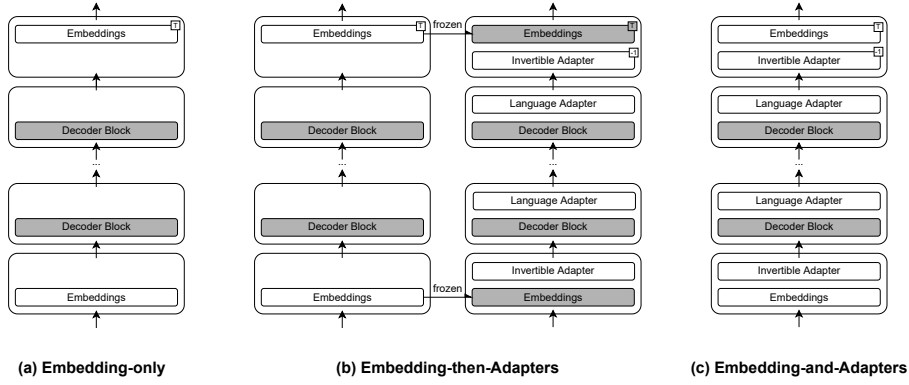 Embeddings T
Decoder Block
...
Decoder Block
Embeddings
(a) Embedding-only
Embeddings T
Decoder Block
...
Decoder Block
Embeddings
frozen
frozen
Embeddings T
Invertible Adapter -1
Language Adapter
Decoder Block
...
Language Adapter
Decoder Block
Invertible Adapter
Embeddings
(b) Embedding-then-Adapters
Embeddings T
Invertible Adapter -1
Language Adapter
Decoder Block
...
Language Adapter
Decoder Block
Invertible Adapter
Embeddings
(c) Embedding-and-Adapters